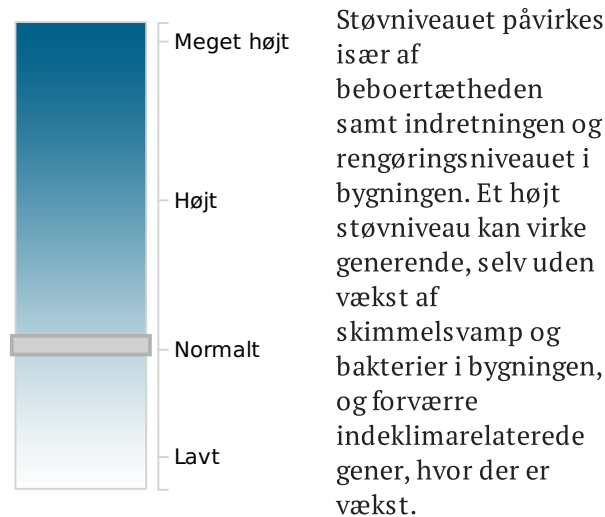 Meget højt
Højt
Normalt
Lavt
Støvniveauet påvirkes
især af
beboertætheden
samt indretningen og
rengøringsniveauet i
bygningen. Et højt
støvniveau kan virke
generende, selv uden
vækst af
skimmelsvamp og
bakterier i bygningen,
og forværre
indeklimarelaterede
gener, hvor der er
vækst.